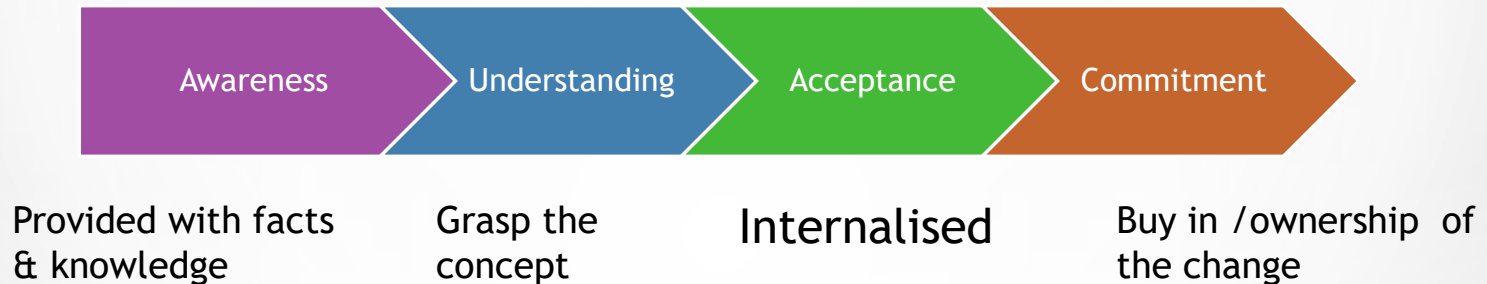 Awareness
Understanding
Acceptance
Commitment
Provided with facts
& knowledge
Grasp the
concept
Internalised
Buy in /ownership of
the change